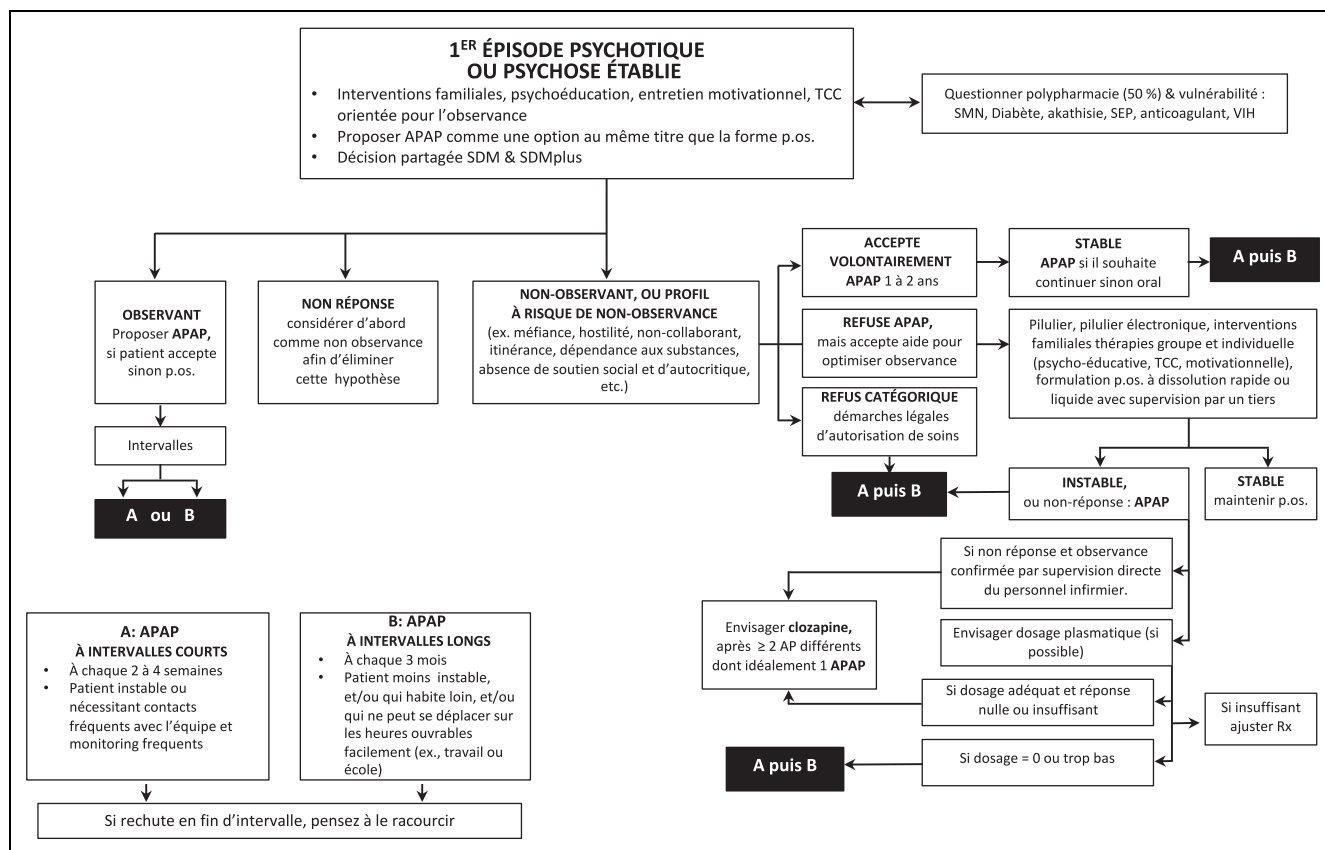 1ER ÉPISODE PSYCHOTIQUE
OU PSYCHOSE ÉTABLIE
• Interventions familiales, psychoéducation, entretien motivationnel, TCC
orientée pour l'observance
• Proposer APAP comme une option au même titre que la forme p.os.
• Décision partagée SDM & SDMplus
Questionner polypharmacie (50 %) & vulnérabilité :
SMN, Diabète, akathisie, SEP, anticoagulant, VIH
OBSERVANT
Proposer APAP,
si patient accepte
sinon p.os.
Intervalles
A ou B
NON RÉPONSE
considérer d'abord
comme non observance
afin d'éliminer
cette hypothèse
NON-OBSERVANT, OU PROFIL
À RISQUE DE NON-OBSERVANCE
(ex. méfiance, hostilité, non-collaborant,
itinérance, dépendance aux substances,
absence de soutien social et d'autocritique,
etc.)
ACCEPTE
VOLONTAIREMENT
APAP 1 à 2 ans
STABLE
APAP si il souhaite
continuer sinon oral
A puis B
REFUSE APAP,
mais accepte aide pour
optimiser observance
Pilulier, pilulier électronique, interventions
familiales thérapies groupe et individuelle
(psycho-éducative, TCC, motivationnelle),
formulation p.os. à dissolution rapide ou
liquide avec supervision par un tiers
REFUS CATÉGORIQUE
démarches légales
d'autorisation de soins
A puis B
INSTABLE,
ou non-réponse : APAP
STABLE
maintenir p.os.
Si non réponse et observance
confirmée par supervision directe
du personnel infirmier.
Envisager clozapine,
après ≥ 2 AP différents
dont idéalement 1 APAP
Envisager dosage plasmatique (si
possible)
Si dosage adéquat et réponse
nulle ou insuffisant
Si insuffisant
ajuster Rx
Si dosage = 0 ou trop bas
A puis B
A: APAP
À INTERVALLES COURTS
• À chaque 2 à 4 semaines
• Patient instable ou
nécessitant contacts
fréquents avec l'équipe et
monitoring frequents
B: APAP
À INTERVALLES LONGS
• À chaque 3 mois
• Patient moins instable,
et/ou qui habite loin, et/ou
qui ne peut se déplacer sur
les heures ouvrables
facilement (ex., travail ou
école)
Si rechute en fin d'intervalle, pensez à le racourcir